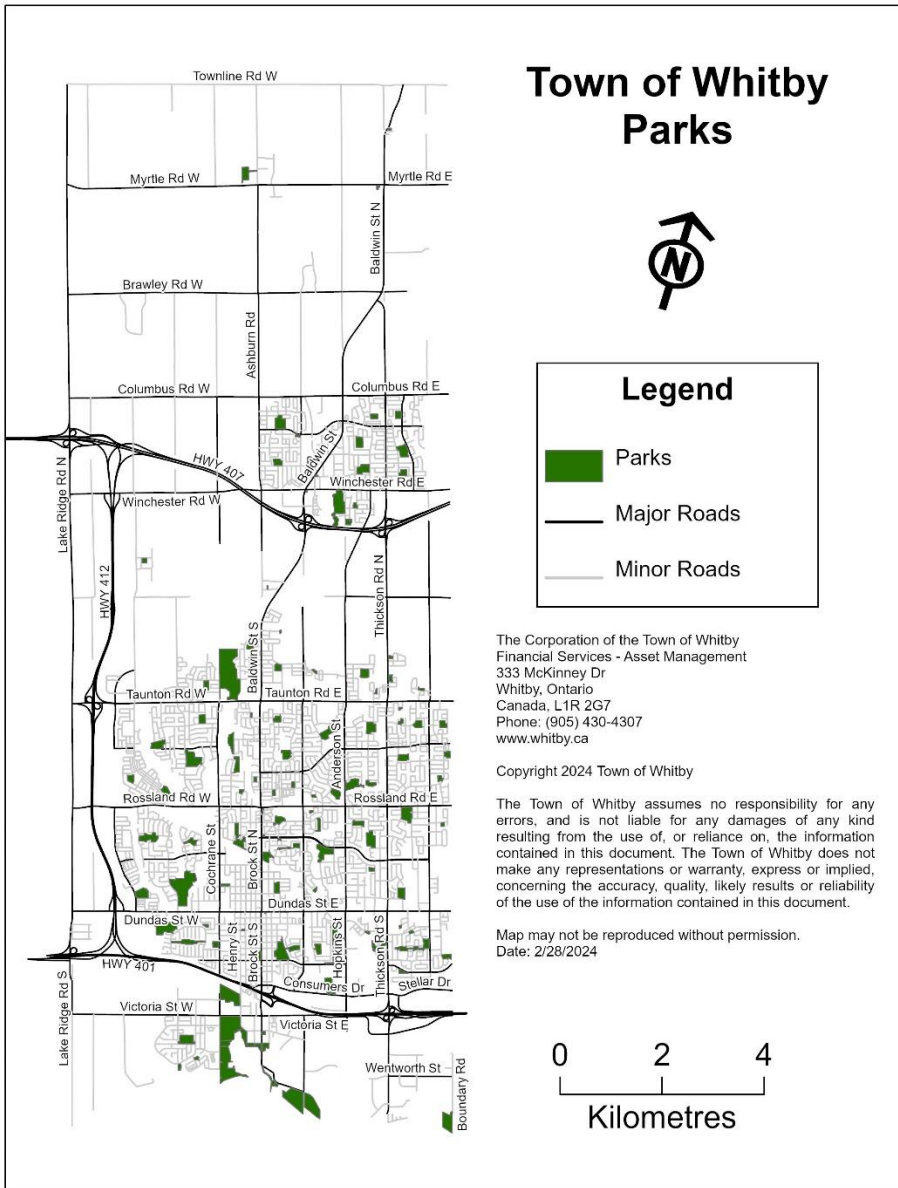 Town of Whitby
Parks
N
Legend
Parks
Major Roads
Minor Roads
The Corporation of the Town of Whitby
Financial Services - Asset Management
333 McKinney Dr
Whitby, Ontario
Canada, L1R 2G7
Phone: (905) 430-4307
www.whitby.ca
Copyright 2024 Town of Whitby
The Town of Whitby assumes no responsibility for any
errors, and is not liable for any damages of any kind
resulting from the use of, or reliance on, the information
contained in this document. The Town of Whitby does not
make any representations or warranty, express or implied,
concerning the accuracy, quality, likely results or reliability
of the use of the information contained in this document.
Map may not be reproduced without permission.
Date: 2/28/2024
0 2 4
Kilometres
Townline Rd W
Myrtle Rd W
Myrtle Rd E
Baldwin St N
Brawley Rd W
Ashburn Rd
Columbus Rd W
Columbus Rd E
HWY 407
Baldwin St
Lake Ridge Rd N
Winchester Rd W
Winchester Rd E
HWY 412
Thickson Rd N
Baldwin St S
Taunton Rd W
Taunton Rd E
Anderson St
Rossland Rd W
Rossland Rd E
Cochrane St
Brock St N
Dundas St W
Dundas St E
Henry St
Brock St S
Hopkins St
Thickson Rd S
HWY 401
Consumers Dr
Stellar Dr
Lake Ridge Rd S
Victoria St W
Victoria St E
Wentworth St
Boundary Rd